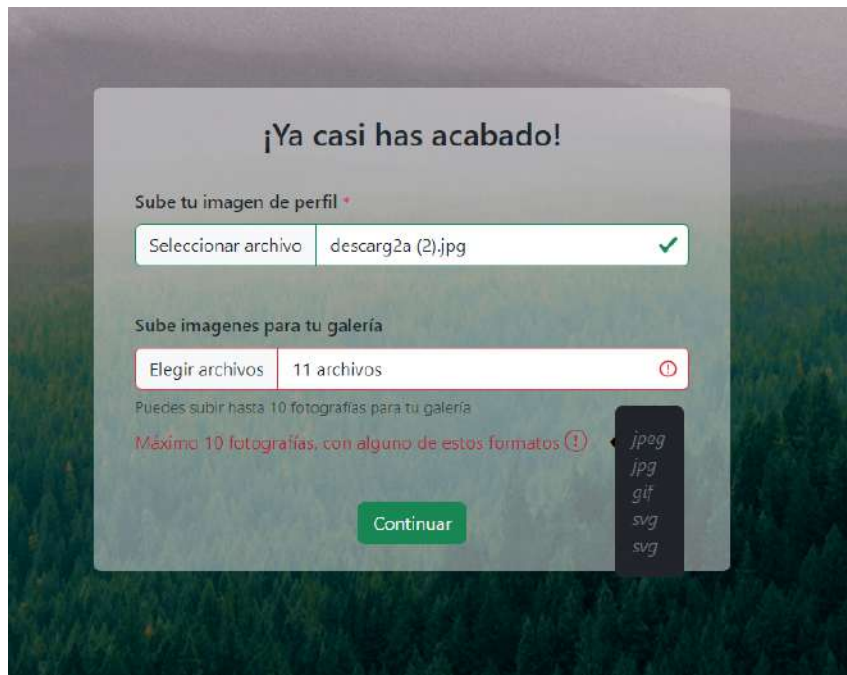 ¡Ya casi has acabado!
Sube tu imagen de perfil *
Seleccionar archivo descarg2a (2).jpg
Sube imagenes para tu galería
Elegir archivos 11 archivos
Puedes subir hasta 10 fotografías para tu galería
Máximo 10 fotografías, con alguno de estos formatos
jpeg
jpg
gif
svg
svg
Continuar